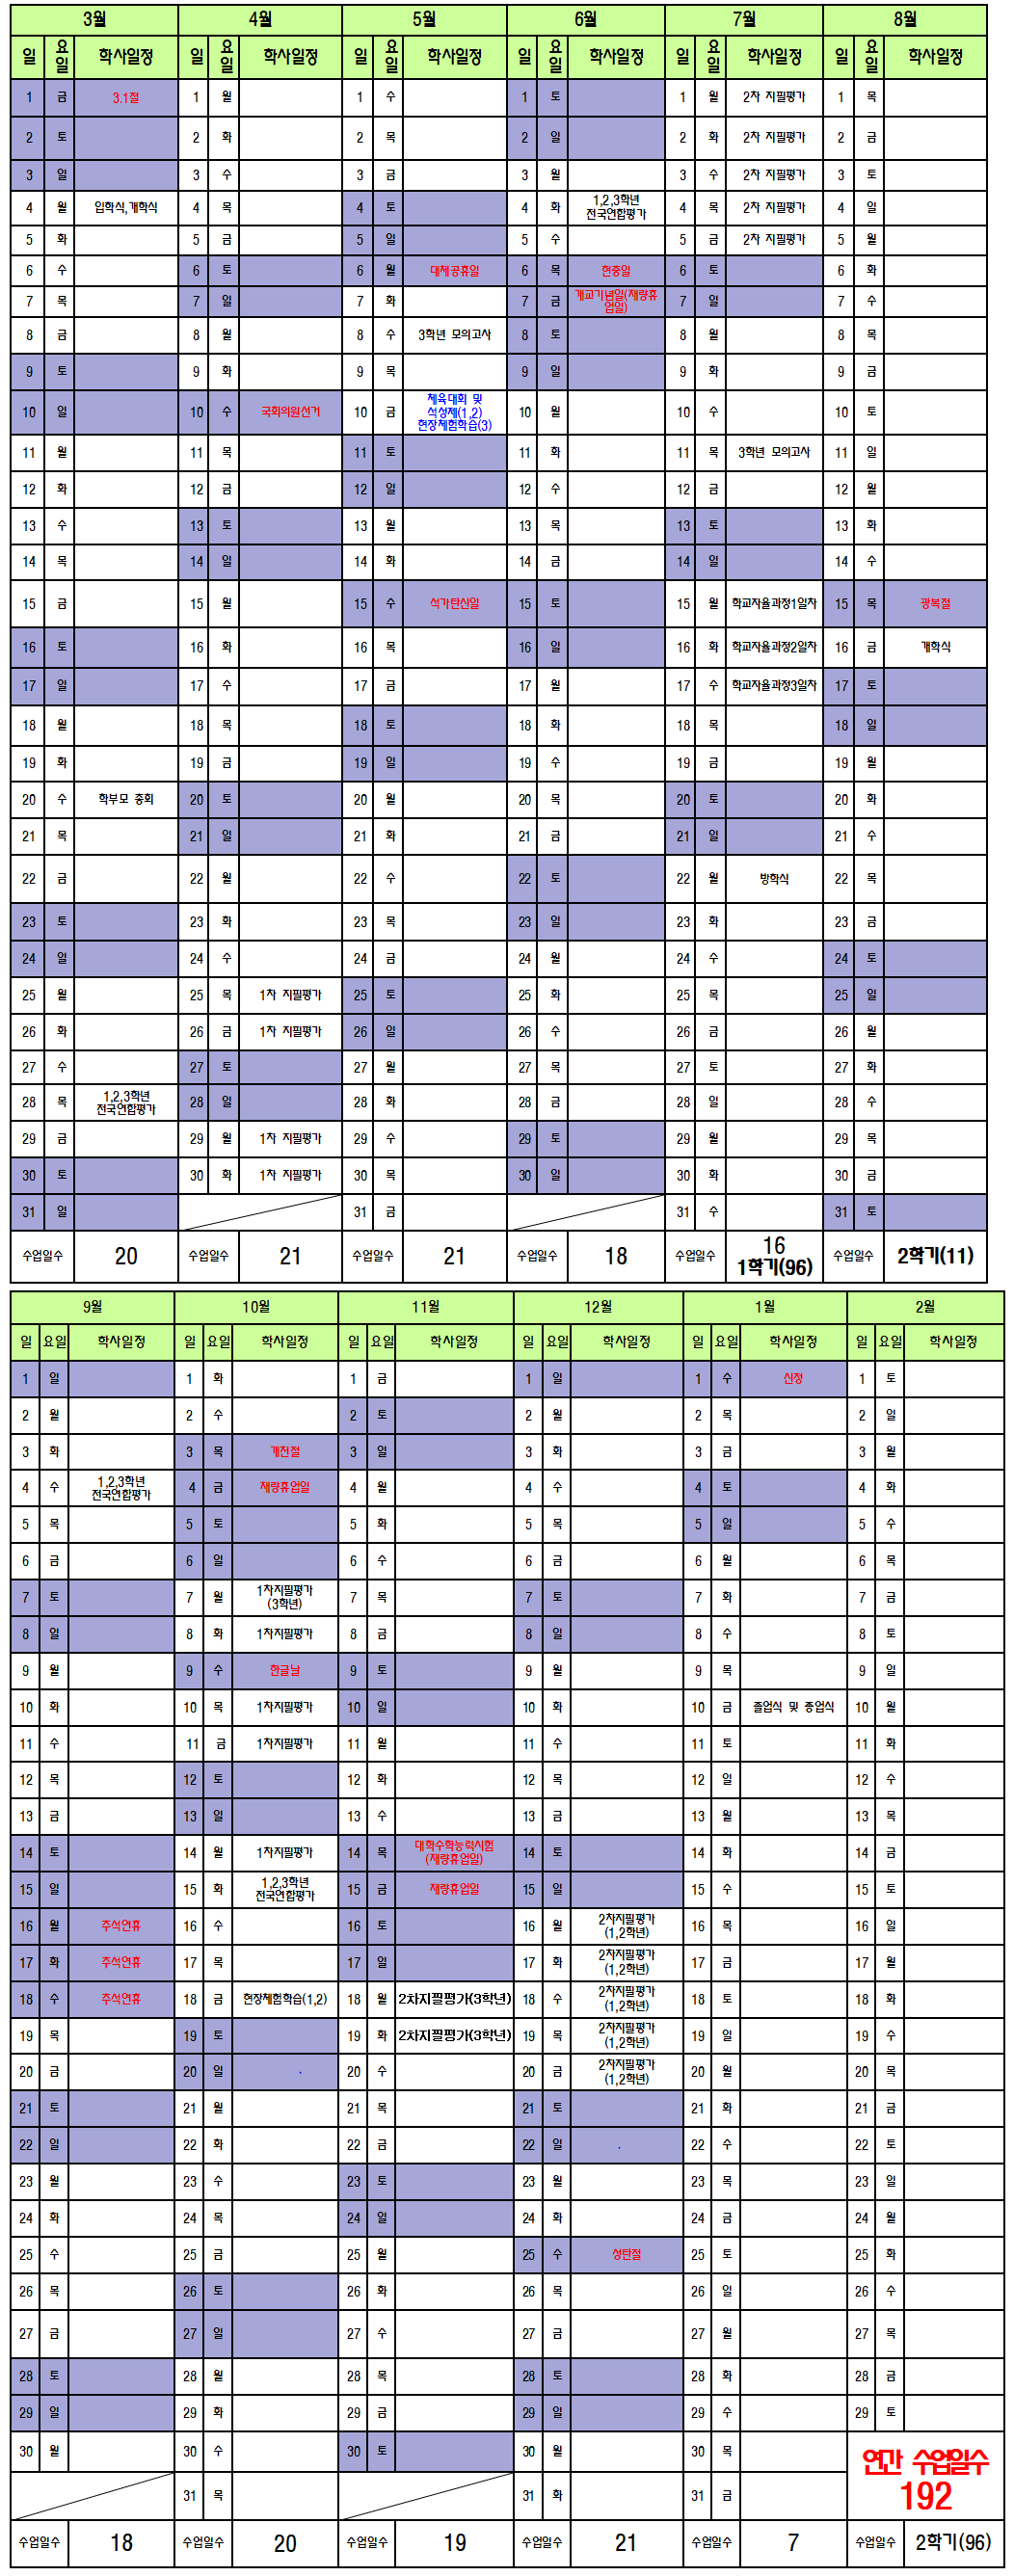 3월 4월 5월 6월 7월 8월
일 요일 학사일정 일 요일 학사일정 일 요일 학사일정 일 요일 학사일정 일 요일 학사일정 일 요일 학사일정
1 금 3.1절 1 월 1 수 1 토 1 월 2차 지필평가 1 목
2 토 2 화 2 목 2 일 2 화 2차 지필평가 2 금
3 일 3 수 3 금 3 월 3 수 2차 지필평가 3 토
4 월 입학식,개학식 4 목 4 토 4 화 1,2,3학년 전국연합평가 4 목 2차 지필평가 4 일
5 화 5 금 5 일 5 수 5 금 2차 지필평가 5 월
6 수 6 토 6 월 대체공휴일 6 목 현충일 6 토 6 화
7 목 7 일 7 화 7 금 개교기념일(재량휴업일) 7 일 7 수
8 금 8 월 8 수 3학년 모의고사 8 토 8 월 8 목
9 토 9 화 9 목 9 일 9 화 9 금
10 일 10 수 국회의원선거 10 금 체육대회 및 석성제(1,2) 현장체험학습(3) 10 월 10 수 10 토
11 월 11 목 11 토 11 화 11 목 3학년 모의고사 11 일
12 화 12 금 12 일 12 수 12 금 12 월
13 수 13 토 13 월 13 목 13 토 13 화
14 목 14 일 14 화 14 금 14 일 14 수
15 금 15 월 15 수 석가탄신일 15 토 15 월 학교자율과정1일차 15 목 광복절
16 토 16 화 16 목 16 일 16 화 학교자율과정2일차 16 금 개학식
17 일 17 수 17 금 17 월 17 수 학교자율과정3일차 17 토
18 월 18 목 18 토 18 화 18 목 18 일
19 화 19 금 19 일 19 수 19 금 19 월
20 수 학부모 총회 20 토 20 월 20 목 20 토 20 화
21 목 21 일 21 화 21 금 21 일 21 수
22 금 22 월 22 수 22 토 22 월 방학식 22 목
23 토 23 화 23 목 23 일 23 화 23 금
24 일 24 수 24 금 24 월 24 수 24 토
25 월 25 목 1차 지필평가 25 토 25 화 25 목 25 일
26 화 26 금 1차 지필평가 26 일 26 수 26 금 26 월
27 수 27 토 27 월 27 목 27 토 27 화
28 목 1,2,3학년 전국연합평가 28 일 28 화 28 금 28 일 28 수
29 금 29 월 1차 지필평가 29 수 29 토 29 월 29 목
30 토 30 화 1차 지필평가 30 목 30 일 30 화 30 금
31 일 31 금 31 수 31 토
수업일수 20 수업일수 21 수업일수 21 수업일수 18 수업일수 16 1학기(96) 수업일수 2학기(11)
9월 10월 11월 12월 1월 2월
일 요일 학사일정 일 요일 학사일정 일 요일 학사일정 일 요일 학사일정 일 요일 학사일정 일 요일 학사일정
1 일 1 화 1 금 1 일 1 수 신정 1 토
2 월 2 수 2 토 2 월 2 목 2 일
3 화 3 목 개천절 3 일 3 화 3 금 3 월
4 수 1,2,3학년 전국연합평가 4 금 재량휴업일 4 월 4 수 4 토 4 화
5 목 5 토 5 화 5 목 5 일 5 수
6 금 6 일 6 수 6 금 6 월 6 목
7 토 7 월 1차지필평가 (3학년) 7 목 7 토 7 화 7 금
8 일 8 화 1차지필평가 8 금 8 일 8 수 8 토
9 월 9 수 한글날 9 토 9 월 9 목 9 일
10 화 10 목 1차지필평가 10 일 10 화 10 금 졸업식 및 종업식 10 월
11 수 11 금 1차지필평가 11 월 11 수 11 토 11 화
12 목 12 토 12 화 12 목 12 일 12 수
13 금 13 일 13 수 13 금 13 월 13 목
14 토 14 월 1차지필평가 14 목 대학수학능력시험 (재량휴업일) 14 토 14 화 14 금
15 일 15 화 1,2,3학년 전국연합평가 15 금 재량휴업일 15 일 15 수 15 토
16 월 추석연휴 16 수 16 토 16 월 2차지필평가 (1,2학년) 16 목 16 일
17 화 추석연휴 17 목 17 일 17 화 2차지필평가 (1,2학년) 17 금 17 월
18 수 추석연휴 18 금 현장체험학습(1,2) 18 월 2차지필평가(3학년) 18 수 2차지필평가 (1,2학년) 18 토 18 화
19 목 19 토 19 화 2차지필평가(3학년) 19 목 2차지필평가 (1,2학년) 19 일 19 수
20 금 20 일 . 20 수 20 금 2차지필평가 (1,2학년) 20 월 20 목
21 토 21 월 21 목 21 토 21 화 21 금
22 일 22 화 22 금 22 일 . 22 수 22 토
23 월 23 수 23 토 23 월 23 목 23 일
24 화 24 목 24 일 24 화 24 금 24 월
25 수 25 금 25 월 25 수 성탄절 25 토 25 화
26 목 26 토 26 화 26 목 26 일 26 수
27 금 27 일 27 수 27 금 27 월 27 목
28 토 28 월 28 목 28 토 28 화 28 금
29 일 29 화 29 금 29 일 29 수 29 토
30 월 30 수 30 토 30 월 30 목 연간 수업일수
31 목 31 화 31 금 192
수업일수 18 수업일수 20 수업일수 19 수업일수 21 수업일수 7 수업일수 2학기(96)